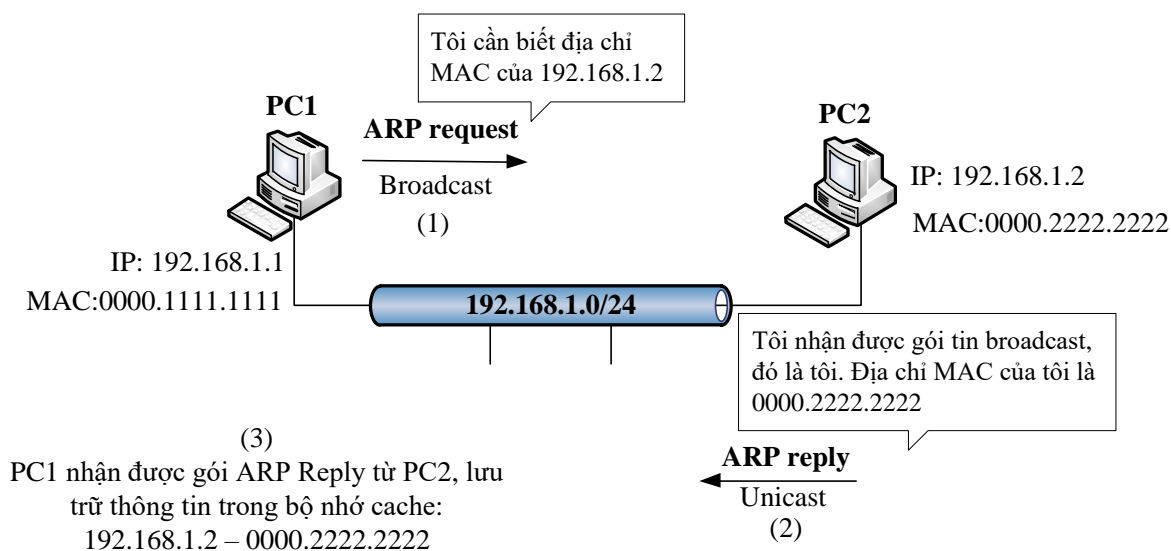 Tôi cần biết địa chỉ
MAC của 192.168.1.2
PC1
ARP request
Broadcast
(1)
PC2
IP: 192.168.1.2
MAC:0000.2222.2222
IP: 192.168.1.1
MAC:0000.1111.1111
192.168.1.0/24
Tôi nhận được gói tin broadcast,
đó là tôi. Địa chỉ MAC của tôi là
0000.2222.2222
ARP reply
Unicast
(2)
(3)
PC1 nhận được gói ARP Reply từ PC2, lưu
trữ thông tin trong bộ nhớ cache:
192.168.1.2 – 0000.2222.2222